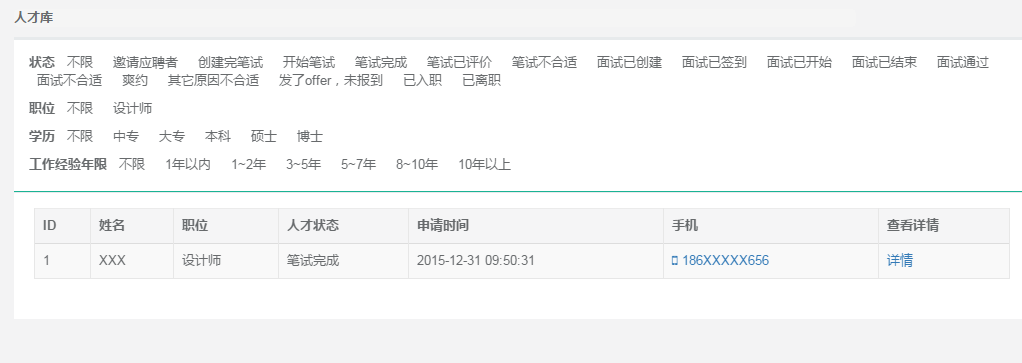 人才库
状态 不限 邀请应聘者 创建完笔试 开始笔试 笔试完成 笔试已评价 笔试不合适 面试已创建 面试已签到 面试已开始 面试已结束 面试通过
面试不合适 爽约 其它原因不合适 发了offer，未报到 已入职 已离职
职位 不限 设计师
学历 不限 中专 大专 本科 硕士 博士
工作经验年限 不限 1年以内 1~2年 3~5年 5~7年 8~10年 10年以上
ID 姓名 职位 人才状态 申请时间 手机 查看详情
1 XXX 设计师 笔试完成 2015-12-31 09:50:31 186XXXXX656 详情